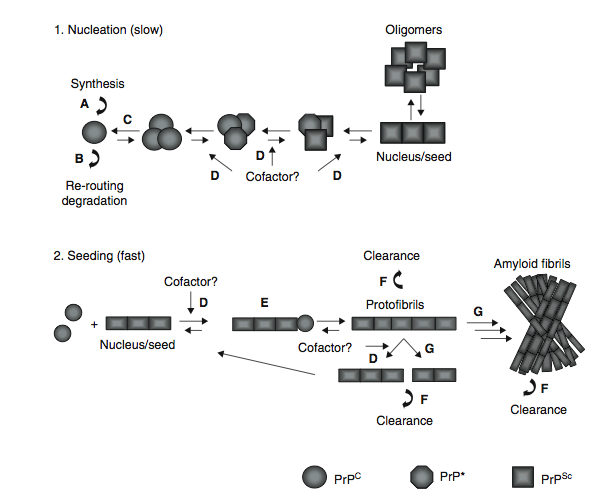 1. Nucleation (slow)
Oligomers
Synthesis
A
C
B
D
Nucleus/seed
D
Cofactor?
D
Re-routing
degradation
2. Seeding (fast)
Clearance
Amyloid fibrils
Cofactor?
F
D
E
Protofibrils
G
+
Nucleus/seed
Cofactor?
D
G
F
F
Clearance
Clearance
PrPC
PrP*
PrPSc